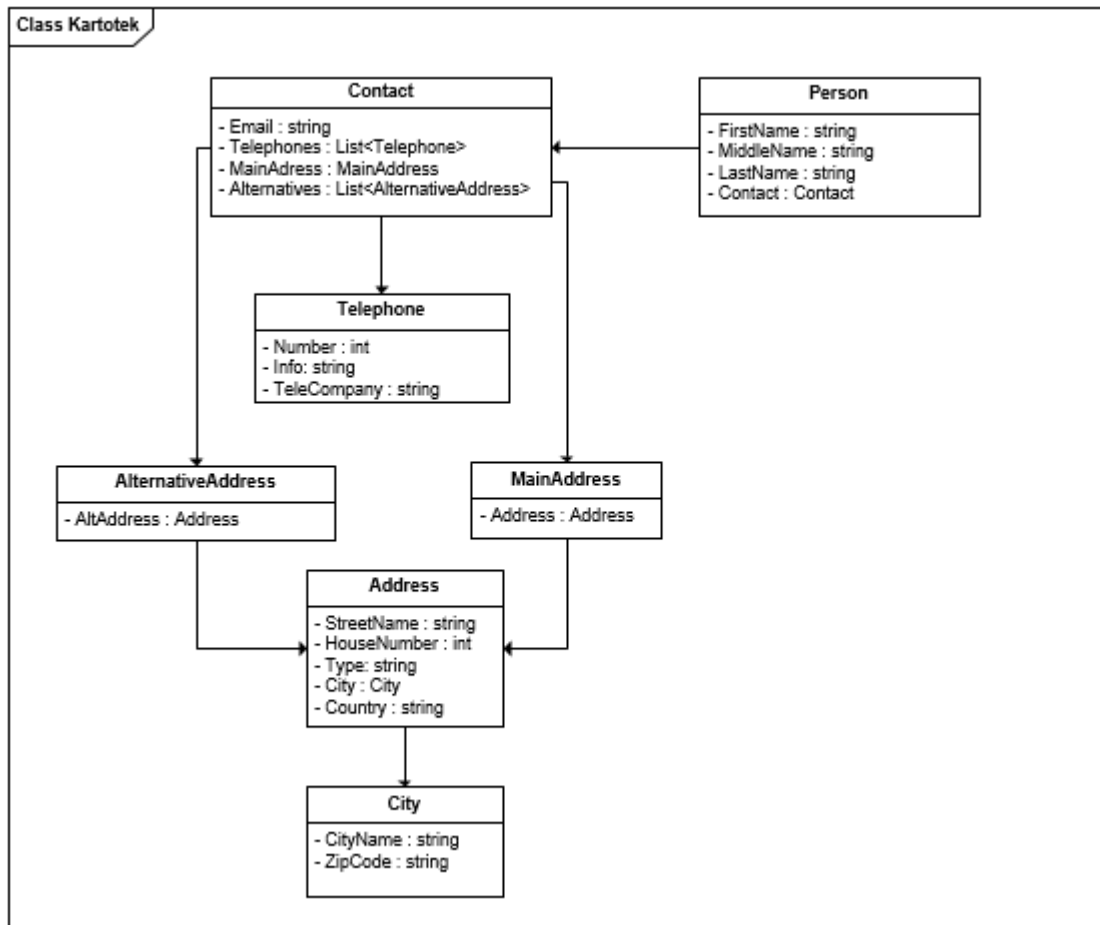 Class Kartotek
Contact
- Email : string
- Telephones : List<Telephone>
- MainAdress : MainAddress
- Alternatives : List<AlternativeAddress>
Person
- FirstName : string
- MiddleName : string
- LastName : string
- Contact : Contact
Telephone
- Number : int
- Info: string
- TeleCompany : string
AlternativeAddress
- AltAddress : Address
MainAddress
- Address : Address
Address
- StreetName : string
- HouseNumber : int
- Type: string
- City : City
- Country : string
City
- CityName : string
- ZipCode : string